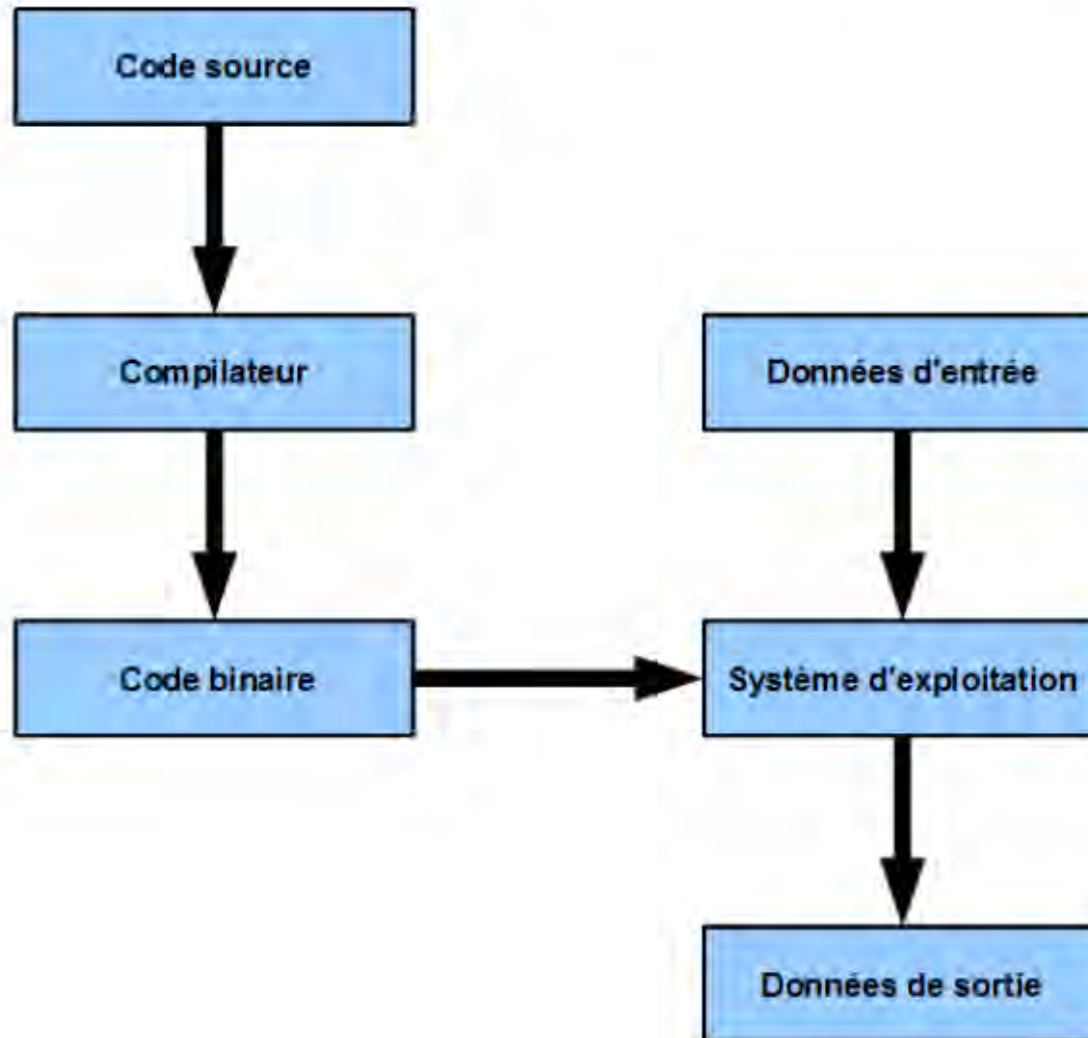 Code source
Compilateur
Données d'entrée
Code binaire
Système d'exploitation
Données de sortie